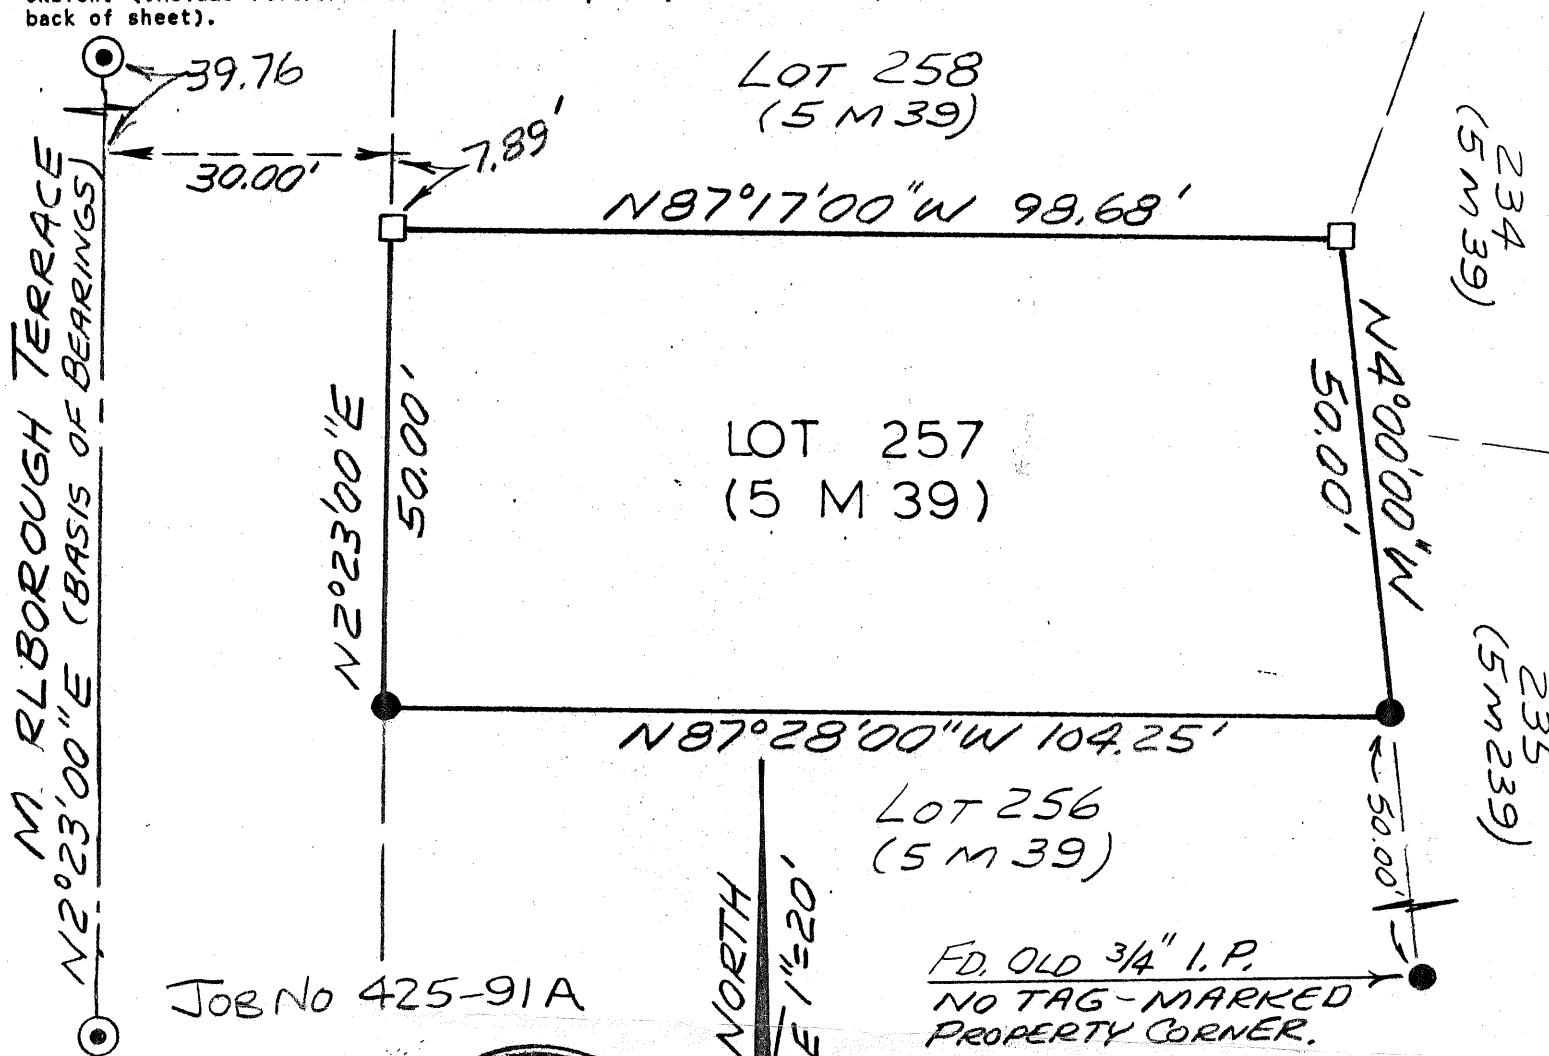 back of sheet).
39.76
LOT 258
(5 M 39)
30.00'
7.89'
N87°17'00"W 98.68'
234
(5 M 39)
M. RLBOROUGH TERRACE
N2°23'00"E (BASIS OF BEARINGS)
N2°23'00"E
50.00'
LOT 257
(5 M 39)
N4°00'00"W
50.00'
N87°28'00"W 104.25'
LOT 256
(5 M 39)
235
(5 M 239)
50.00'
NORTH
1"=20'
FD. OLD 3/4" I.P.
NO TAG-MARKED
PROPERTY CORNER.
JOB NO 425-91A